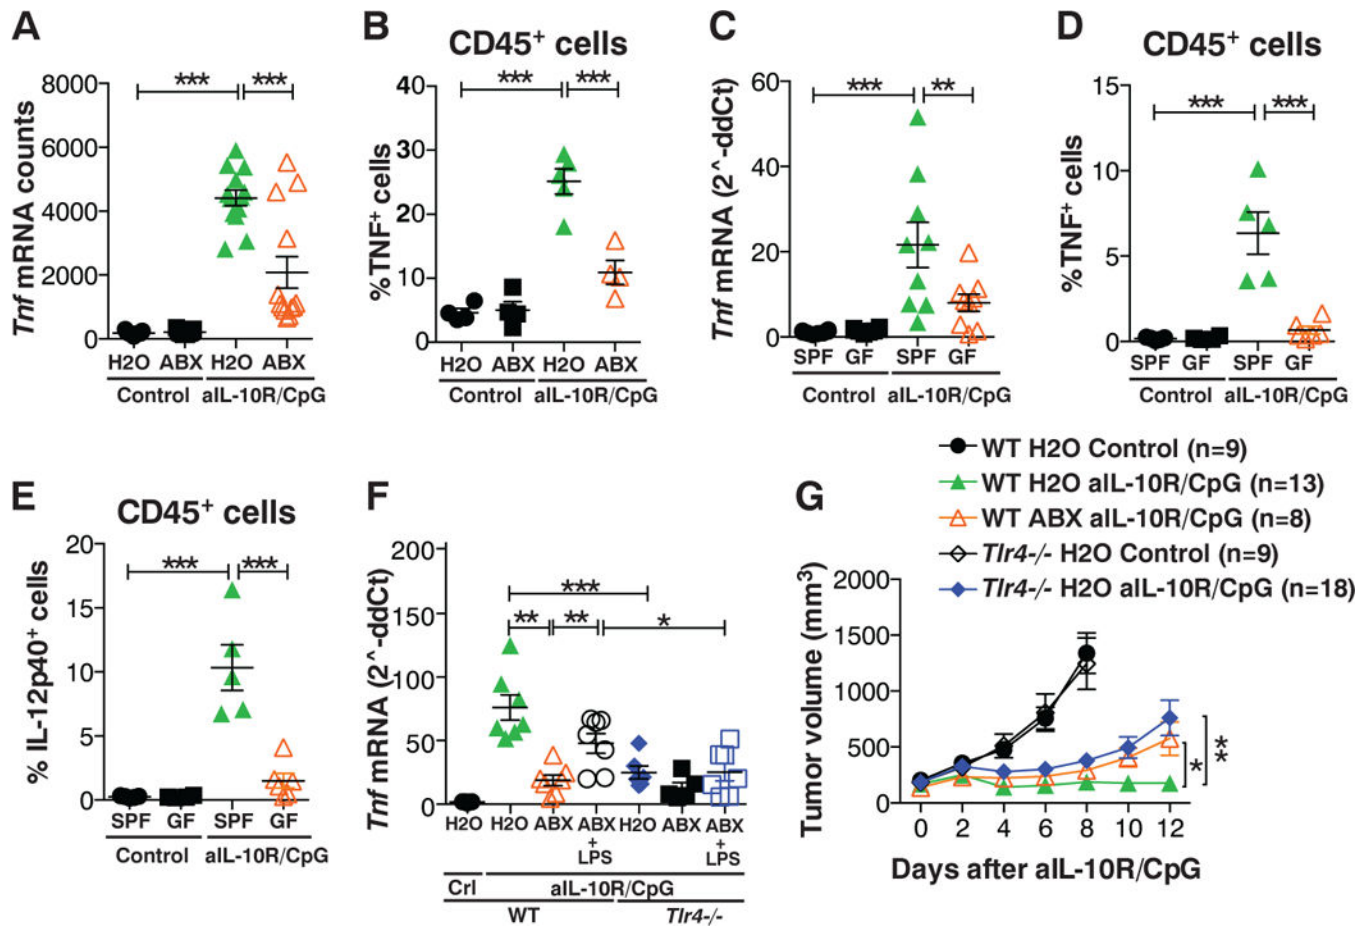 A
Tnf mRNA counts
8000
6000
4000
2000
0
***
***
H2O ABX H2O ABX
Control aIL-10R/CpG
B
CD45+ cells
%TNF+ cells
40
30
20
10
0
***
***
H2O ABX H2O ABX
Control aIL-10R/CpG
C
Tnf mRNA (2^-ddCt)
60
40
20
0
***
**
SPF GF SPF GF
Control aIL-10R/CpG
D
CD45+ cells
%TNF+ cells
15
10
5
0
***
***
SPF GF SPF GF
Control aIL-10R/CpG
E
CD45+ cells
% IL-12p40+ cells
20
15
10
5
0
***
***
SPF GF SPF GF
Control aIL-10R/CpG
F
Tnf mRNA (2^-ddCt)
200
150
100
50
0
***
**
**
*
H2O H2O ABX ABX + LPS H2O ABX ABX + LPS
Crl aIL-10R/CpG
WT Tlr4-/-
G
WT H2O Control (n=9)
WT H2O aIL-10R/CpG (n=13)
WT ABX aIL-10R/CpG (n=8)
Tlr4-/- H2O Control (n=9)
Tlr4-/- H2O aIL-10R/CpG (n=18)
Tumor volume (mm3)
2000
1500
1000
500
0
*
**
0 2 4 6 8 10 12
Days after aIL-10R/CpG